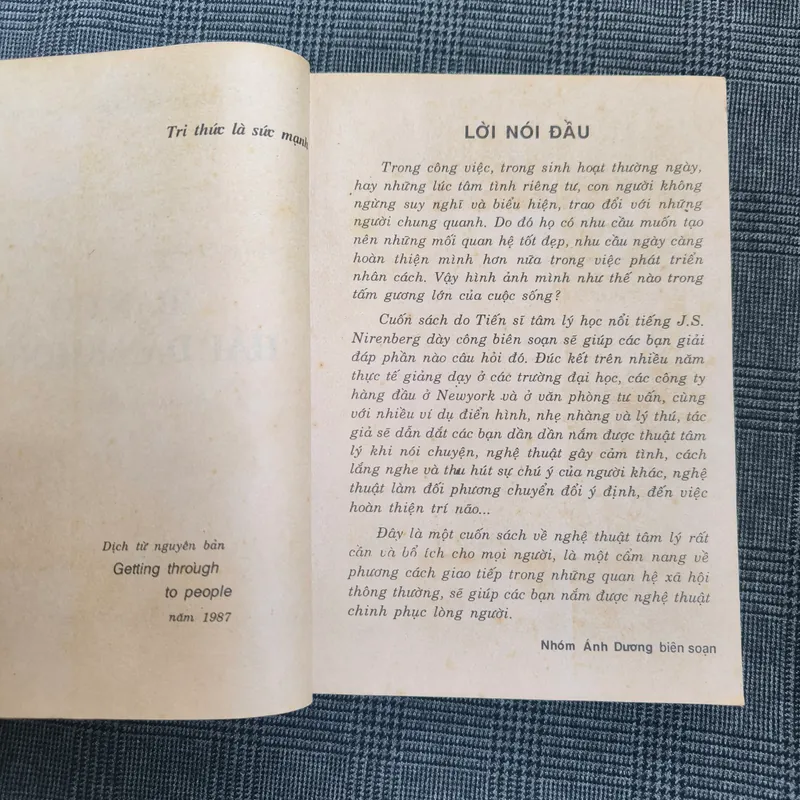 Tri thức là sức mạnh
Dịch từ nguyên bản
Getting through
to people
năm 1987
LỜI NÓI ĐẦU
Trong công việc, trong sinh hoạt thường ngày,
hay những lúc tâm tình riêng tư, con người không
ngừng suy nghĩ và biểu hiện, trao đổi với những
người chung quanh. Do đó họ có nhu cầu muốn tạo
nên những mối quan hệ tốt đẹp, nhu cầu ngày càng
hoàn thiện mình hơn nữa trong việc phát triển
nhân cách. Vậy hình ảnh mình như thế nào trong
tấm gương lớn của cuộc sống?
Cuốn sách do Tiến sĩ tâm lý học nổi tiếng J.S.
Nirenberg dày công biên soạn sẽ giúp các bạn giải
đáp phần nào câu hỏi đó. Đúc kết trên nhiều năm
thực tế giảng dạy ở các trường đại học, các công ty
hàng đầu ở Newyork và ở văn phòng tư vấn, cùng
với nhiều ví dụ điển hình, nhẹ nhàng và lý thú, tác
giả sẽ dẫn dắt các bạn dần dần nắm được thuật tâm
lý khi nói chuyện, nghệ thuật gây cảm tình, cách
lắng nghe và thu hút sự chú ý của người khác, nghệ
thuật làm đối phương chuyển đổi ý định, đến việc
hoàn thiện trí não...
Đây là một cuốn sách về nghệ thuật tâm lý rất
cần và bổ ích cho mọi người, là một cẩm nang về
phương cách giao tiếp trong những quan hệ xã hội
thông thường, sẽ giúp các bạn nắm được nghệ thuật
chinh phục lòng người.
Nhóm Ánh Dương biên soạn